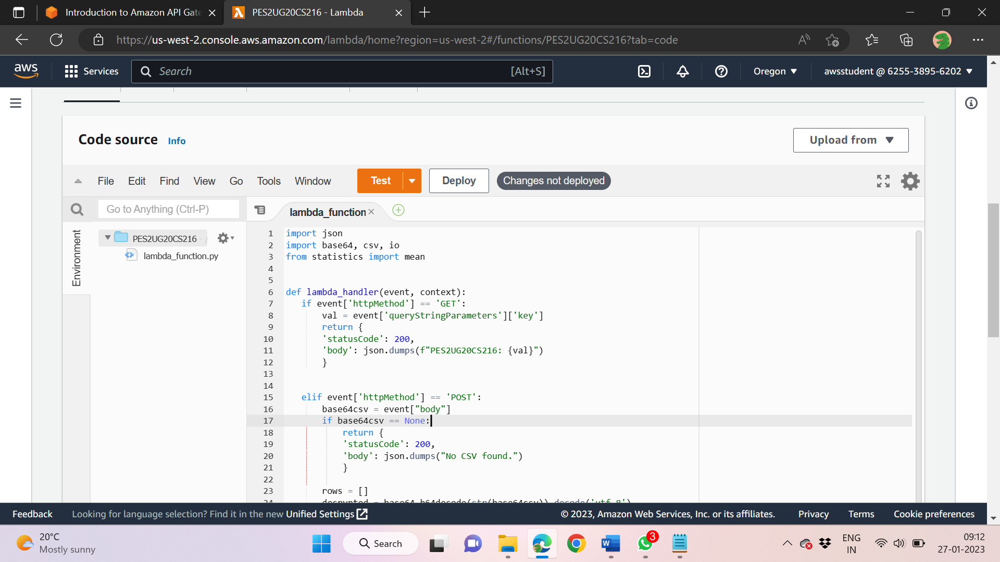 Introduction to Amazon API Gate
PES2UG20CS216 - Lambda
https://us-west-2.console.aws.amazon.com/lambda/home?region=us-west-2#/functions/PES2UG20CS216?tab=code
aws
Services
Search
[Alt+S]
Oregon
awsstudent @ 6255-3895-6202
Code source
Info
Upload from
File
Edit
Find
View
Go
Tools
Window
Test
Deploy
Changes not deployed
Go to Anything (Ctrl-P)
lambda_function
Environment
PES2UG20CS216
lambda_function.py
1 import json
2 import base64, csv, io
3 from statistics import mean
4
5
6 def lambda_handler(event, context):
7 if event['httpMethod'] == 'GET':
8 val = event['queryStringParameters']['key']
9 return {
10 'statusCode': 200,
11 'body': json.dumps(f"PES2UG20CS216: {val}")
12 }
13
14
15 elif event['httpMethod'] == 'POST':
16 base64csv = event["body"]
17 if base64csv == None:
18 return {
19 'statusCode': 200,
20 'body': json.dumps("No CSV found.")
21 }
22
23 rows = []
24 decrypted = base64.b64decode(str(base64csv)).decode('utf-8')
Feedback
Looking for language selection? Find it in the new Unified Settings
© 2023, Amazon Web Services, Inc. or its affiliates.
Privacy
Terms
Cookie preferences
20°C
Mostly sunny
Search
W
3
ENG
IN
09:12
27-01-2023